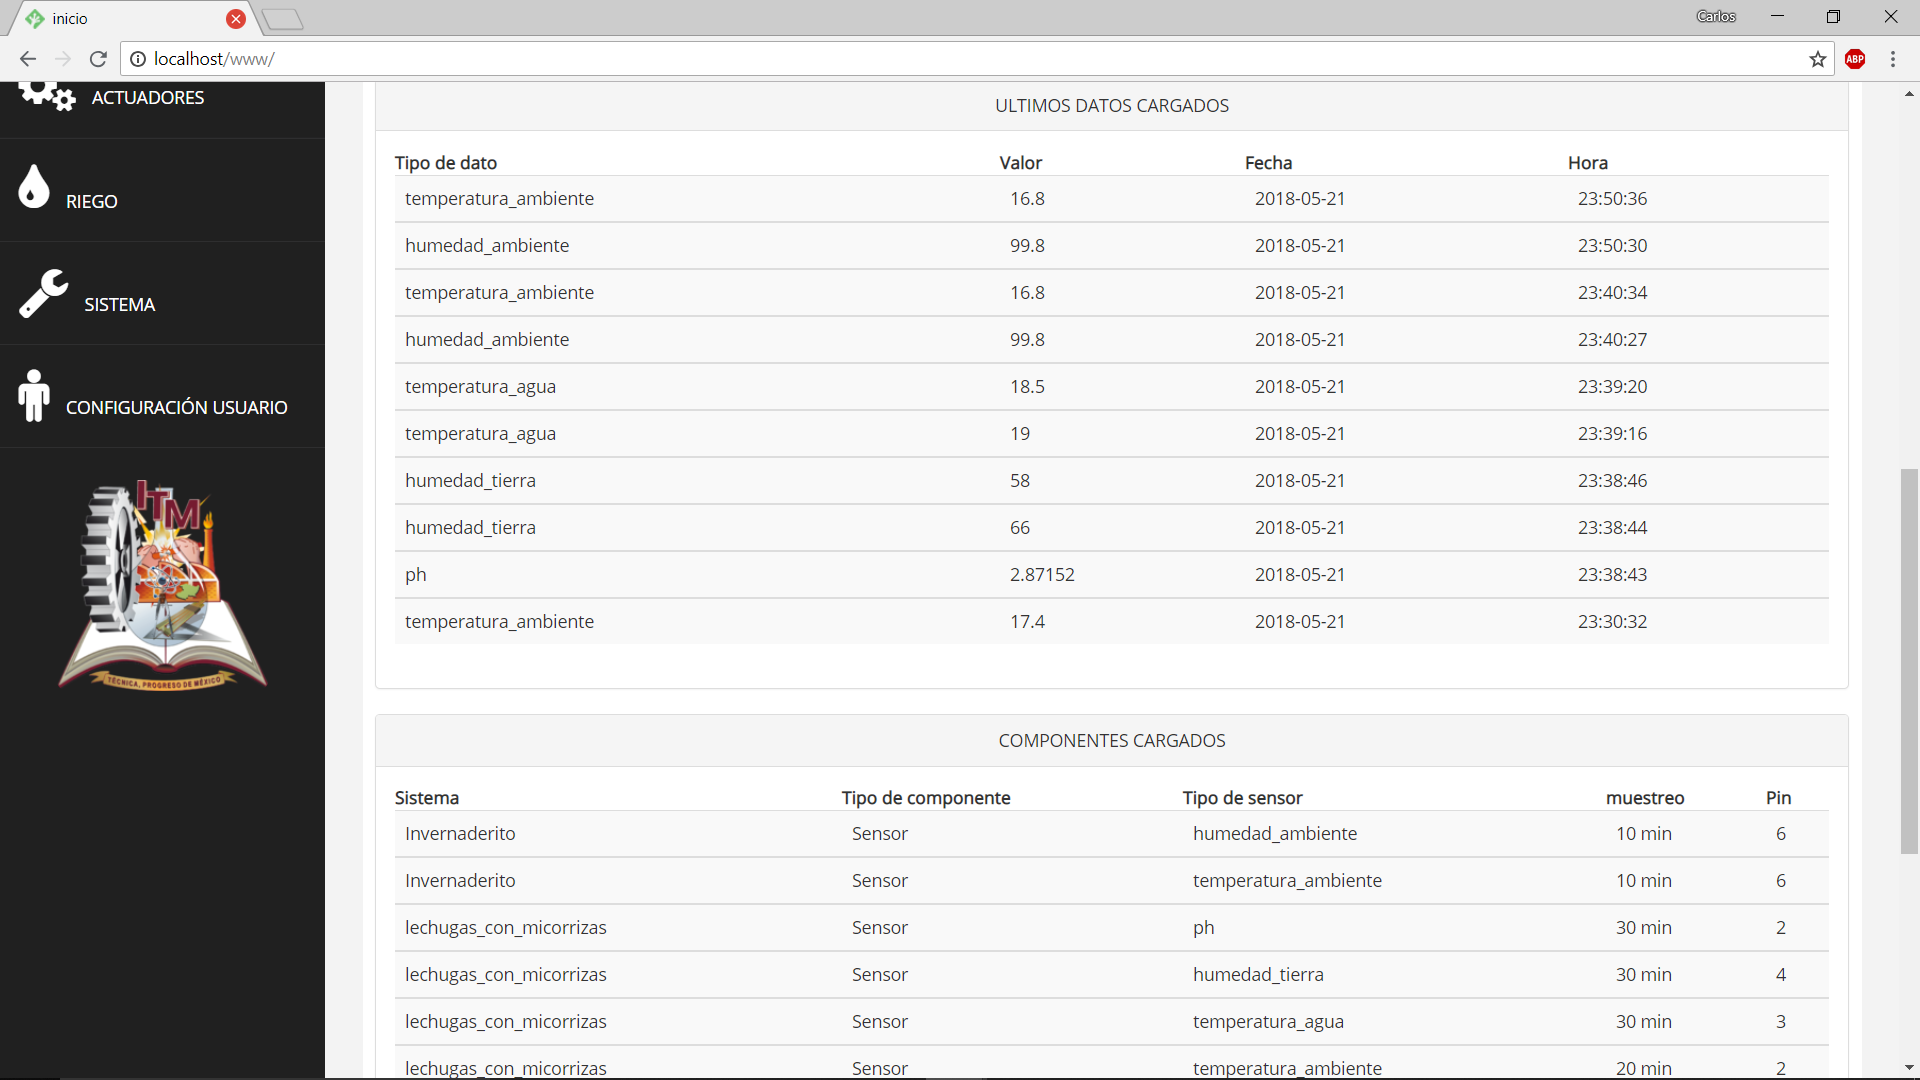 inicio
Carlos
localhost/www/
ABP
ACTUADORES
RIEGO
SISTEMA
CONFIGURACIÓN USUARIO
ITM
TÉCNICA, PROGRESO DE MÉXICO
ULTIMOS DATOS CARGADOS
Tipo de dato Valor Fecha Hora
temperatura_ambiente 16.8 2018-05-21 23:50:36
humedad_ambiente 99.8 2018-05-21 23:50:30
temperatura_ambiente 16.8 2018-05-21 23:40:34
humedad_ambiente 99.8 2018-05-21 23:40:27
temperatura_agua 18.5 2018-05-21 23:39:20
temperatura_agua 19 2018-05-21 23:39:16
humedad_tierra 58 2018-05-21 23:38:46
humedad_tierra 66 2018-05-21 23:38:44
ph 2.87152 2018-05-21 23:38:43
temperatura_ambiente 17.4 2018-05-21 23:30:32
COMPONENTES CARGADOS
Sistema Tipo de componente Tipo de sensor muestreo Pin
Invernaderito Sensor humedad_ambiente 10 min 6
Invernaderito Sensor temperatura_ambiente 10 min 6
lechugas_con_micorrizas Sensor ph 30 min 2
lechugas_con_micorrizas Sensor humedad_tierra 30 min 4
lechugas_con_micorrizas Sensor temperatura_agua 30 min 3
lechugas_con_micorrizas Sensor temperatura_ambiente 20 min 2